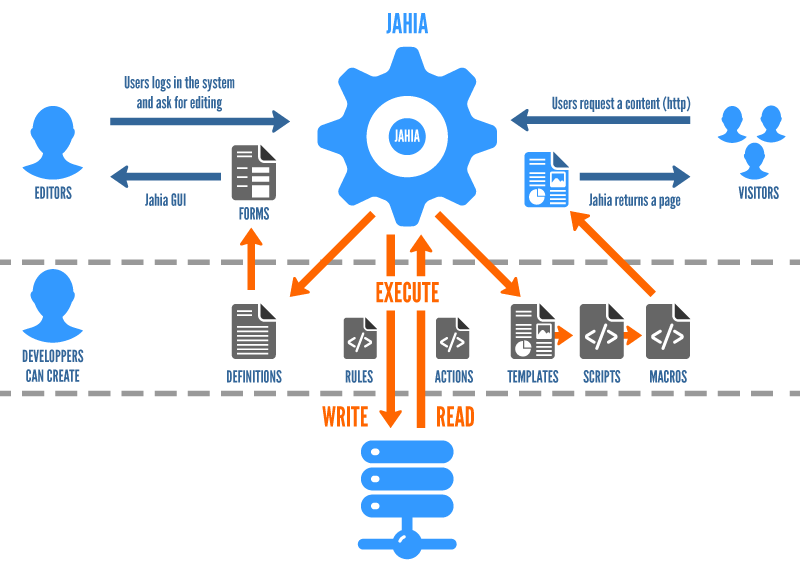 JAHIA
Users logs in the system
and ask for editing
Users request a content (http)
JAHIA
EDITORS
Jahia GUI
FORMS
Jahia returns a page
VISITORS
EXECUTE
DEVELOPPERS
CAN CREATE
DEFINITIONS
RULES
ACTIONS
TEMPLATES
SCRIPTS
MACROS
WRITE
READ